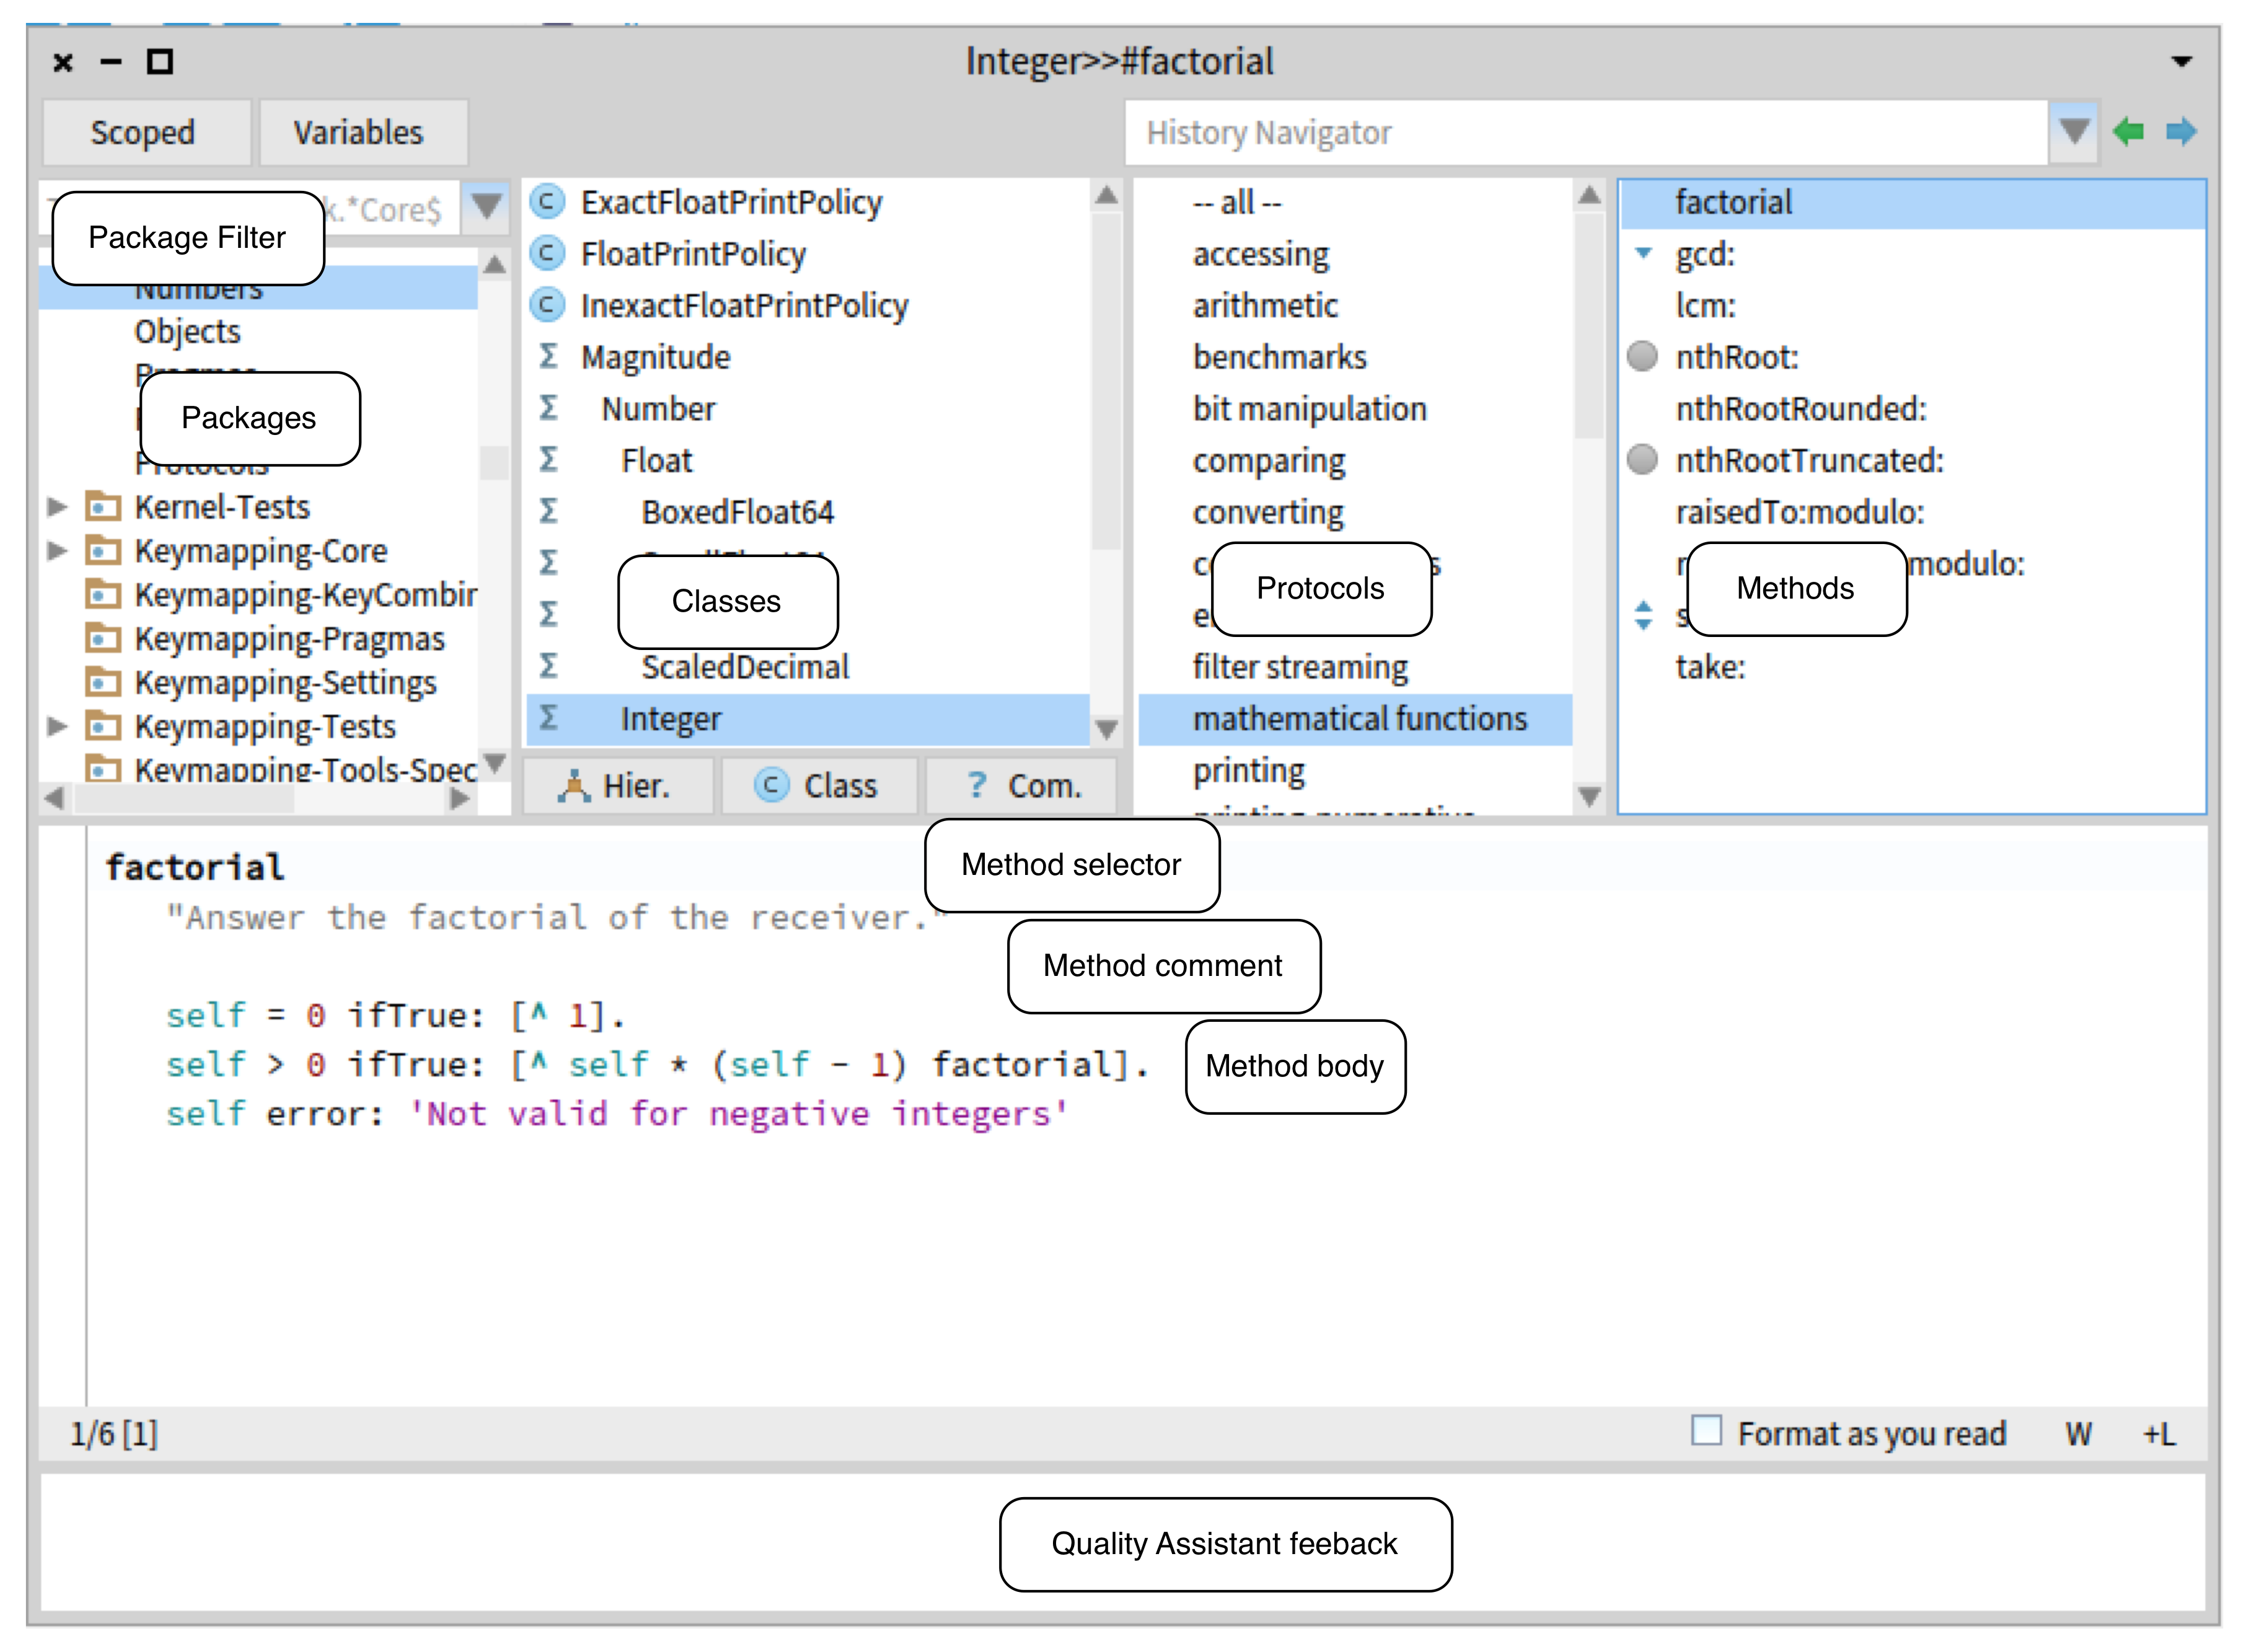 Integer>>#factorial
Scoped
Variables
History Navigator
k.*Core$
Package Filter
Numbers
Objects
Packages
Protocols
Kernel-Tests
Keymapping-Core
Keymapping-KeyCombin
Keymapping-Pragmas
Keymapping-Settings
Keymapping-Tests
Keymapping-Tools-Spec
ExactFloatPrintPolicy
FloatPrintPolicy
InexactFloatPrintPolicy
Magnitude
Number
Float
BoxedFloat64
Classes
ScaledDecimal
Integer
Hier.
Class
Com.
-- all --
accessing
arithmetic
benchmarks
bit manipulation
comparing
converting
Protocols
filter streaming
mathematical functions
printing
factorial
gcd:
lcm:
nthRoot:
nthRootRounded:
nthRootTruncated:
raisedTo:modulo:
modulo:
Methods
take:
factorial
Method selector
"Answer the factorial of the receiver."
Method comment
self = 0 ifTrue: [^ 1].
self > 0 ifTrue: [^ self * (self - 1) factorial].
Method body
self error: 'Not valid for negative integers'
1/6 [1]
Format as you read
W
+L
Quality Assistant feeback